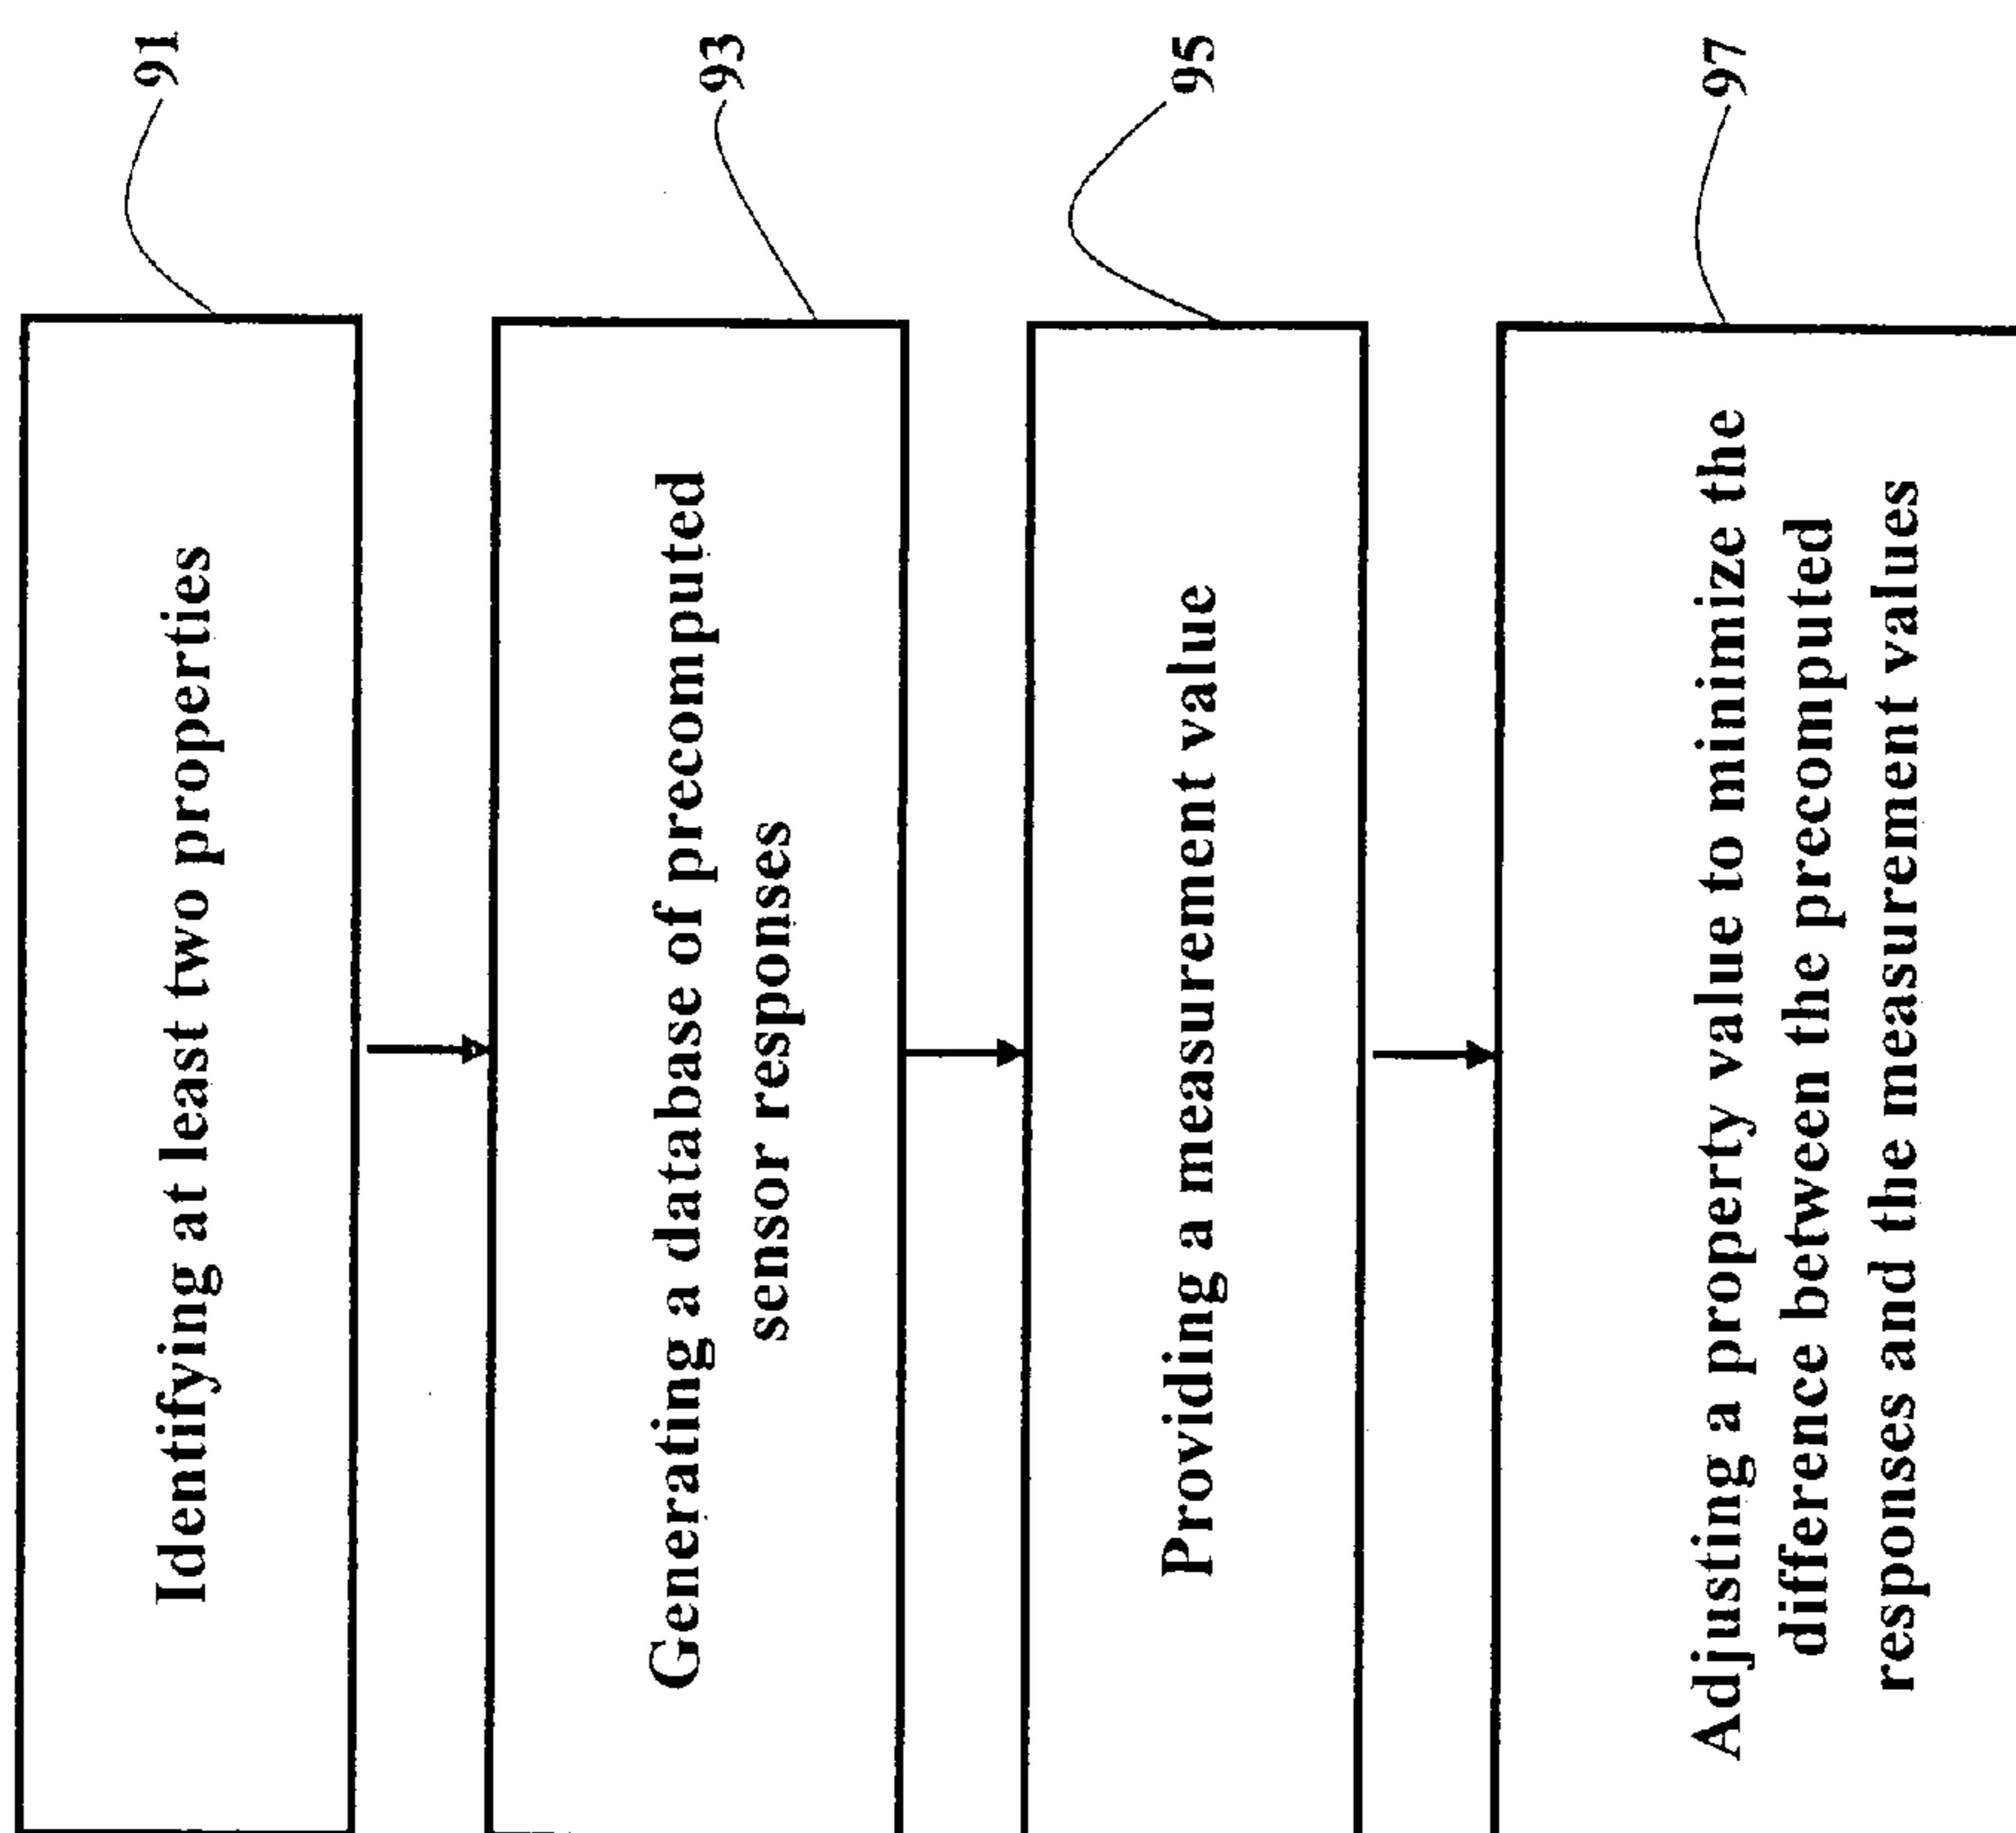 Identifying at least two properties
91
Generating a database of precomputed
sensor responses
93
Providing a measurement value
95
Adjusting a property value to minimize the
difference between the precomputed
responses and the measurement values
97